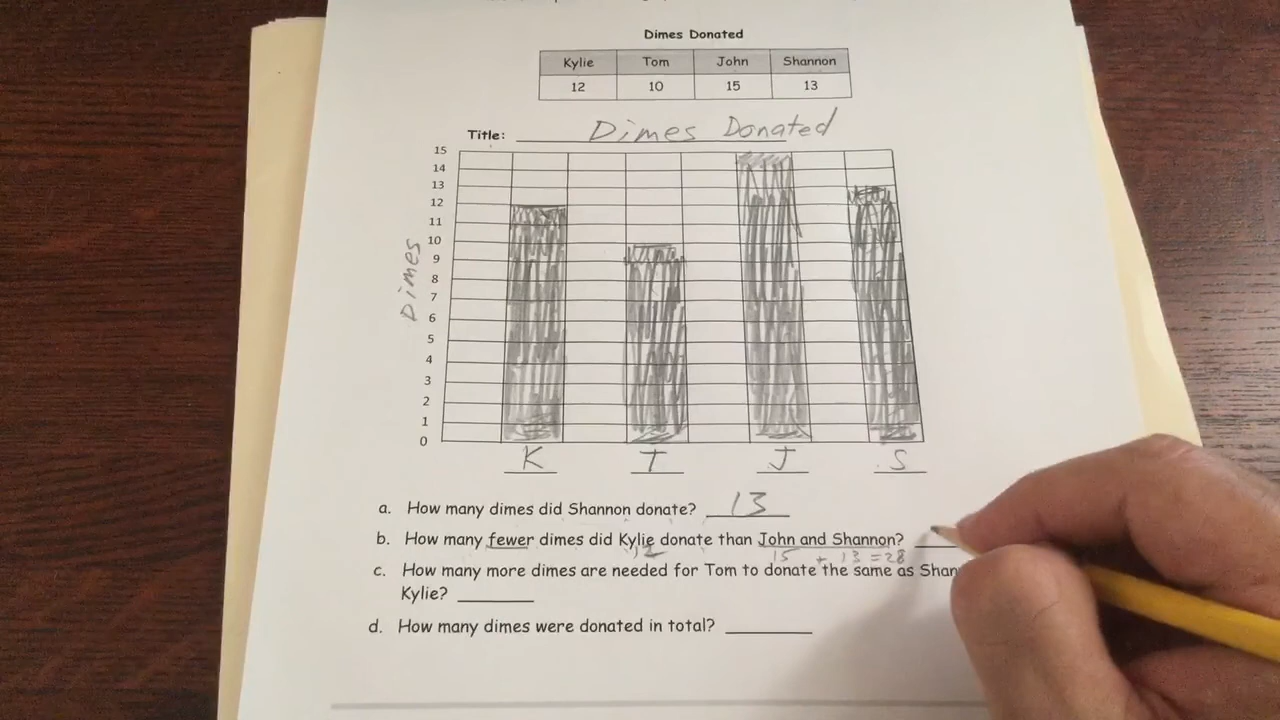 Dimes Donated
Kylie Tom John Shannon
12 10 15 13
Title: Dimes Donated
15
14
13
12
11
10
9
8
7
6
5
4
3
2
1
0
Dimes
K T J S
a. How many dimes did Shannon donate? 13
b. How many fewer dimes did Kylie donate than John and Shannon?
12 15 + 13 = 28
c. How many more dimes are needed for Tom to donate the same as
Kylie?
d. How many dimes were donated in total?